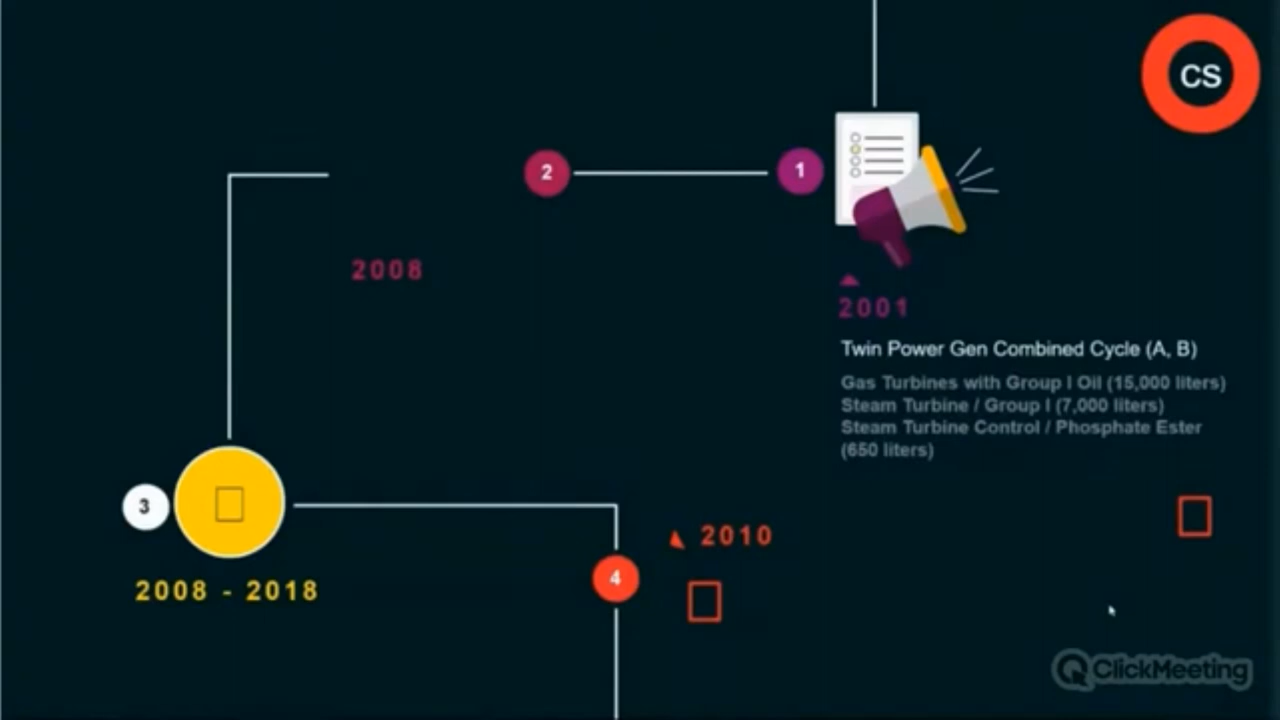 CS
2
1
2008
2001
Twin Power Gen Combined Cycle (A, B)
Gas Turbines with Group I Oil (15,000 liters)
Steam Turbine / Group I (7,000 liters)
Steam Turbine Control / Phosphate Ester
(650 liters)
3
2010
4
2008 - 2018
ClickMeeting